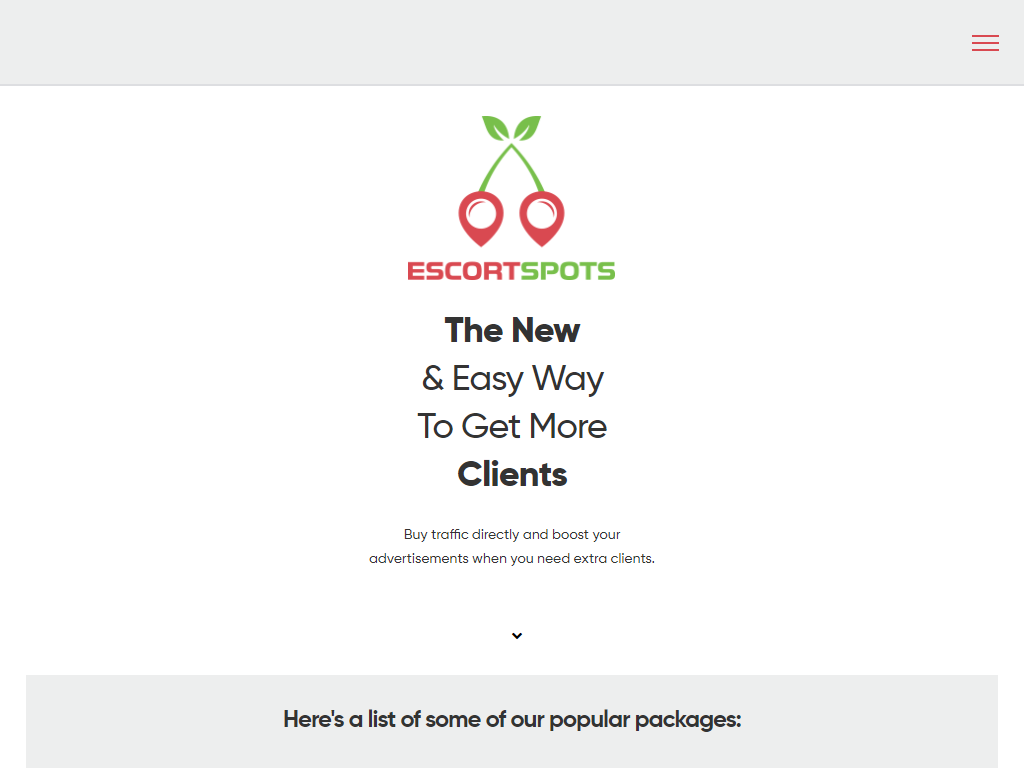 ESCORTSPOTS
The New
& Easy Way
To Get More
Clients
Buy traffic directly and boost your
advertisements when you need extra clients.
Here's a list of some of our popular packages: